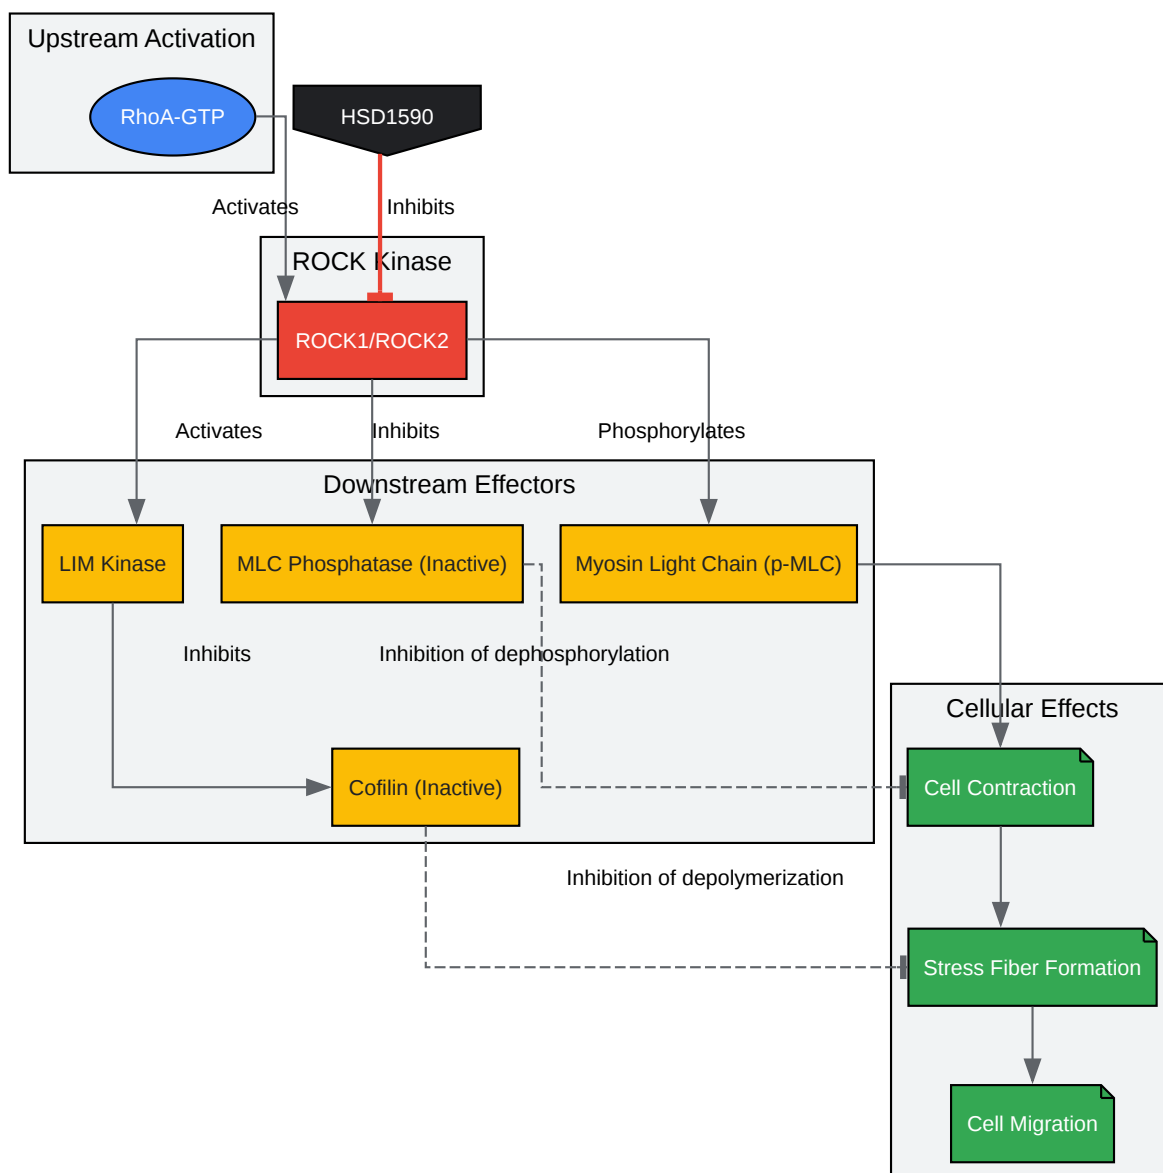 Upstream Activation
RhoA-GTP
HSD1590
Activates
Inhibits
ROCK Kinase
ROCK1/ROCK2
Activates
Inhibits
Phosphorylates
Downstream Effectors
LIM Kinase
MLC Phosphatase (Inactive)
Myosin Light Chain (p-MLC)
Inhibits
Inhibition of dephosphorylation
Cellular Effects
Cofilin (Inactive)
Cell Contraction
Inhibition of depolymerization
Stress Fiber Formation
Cell Migration